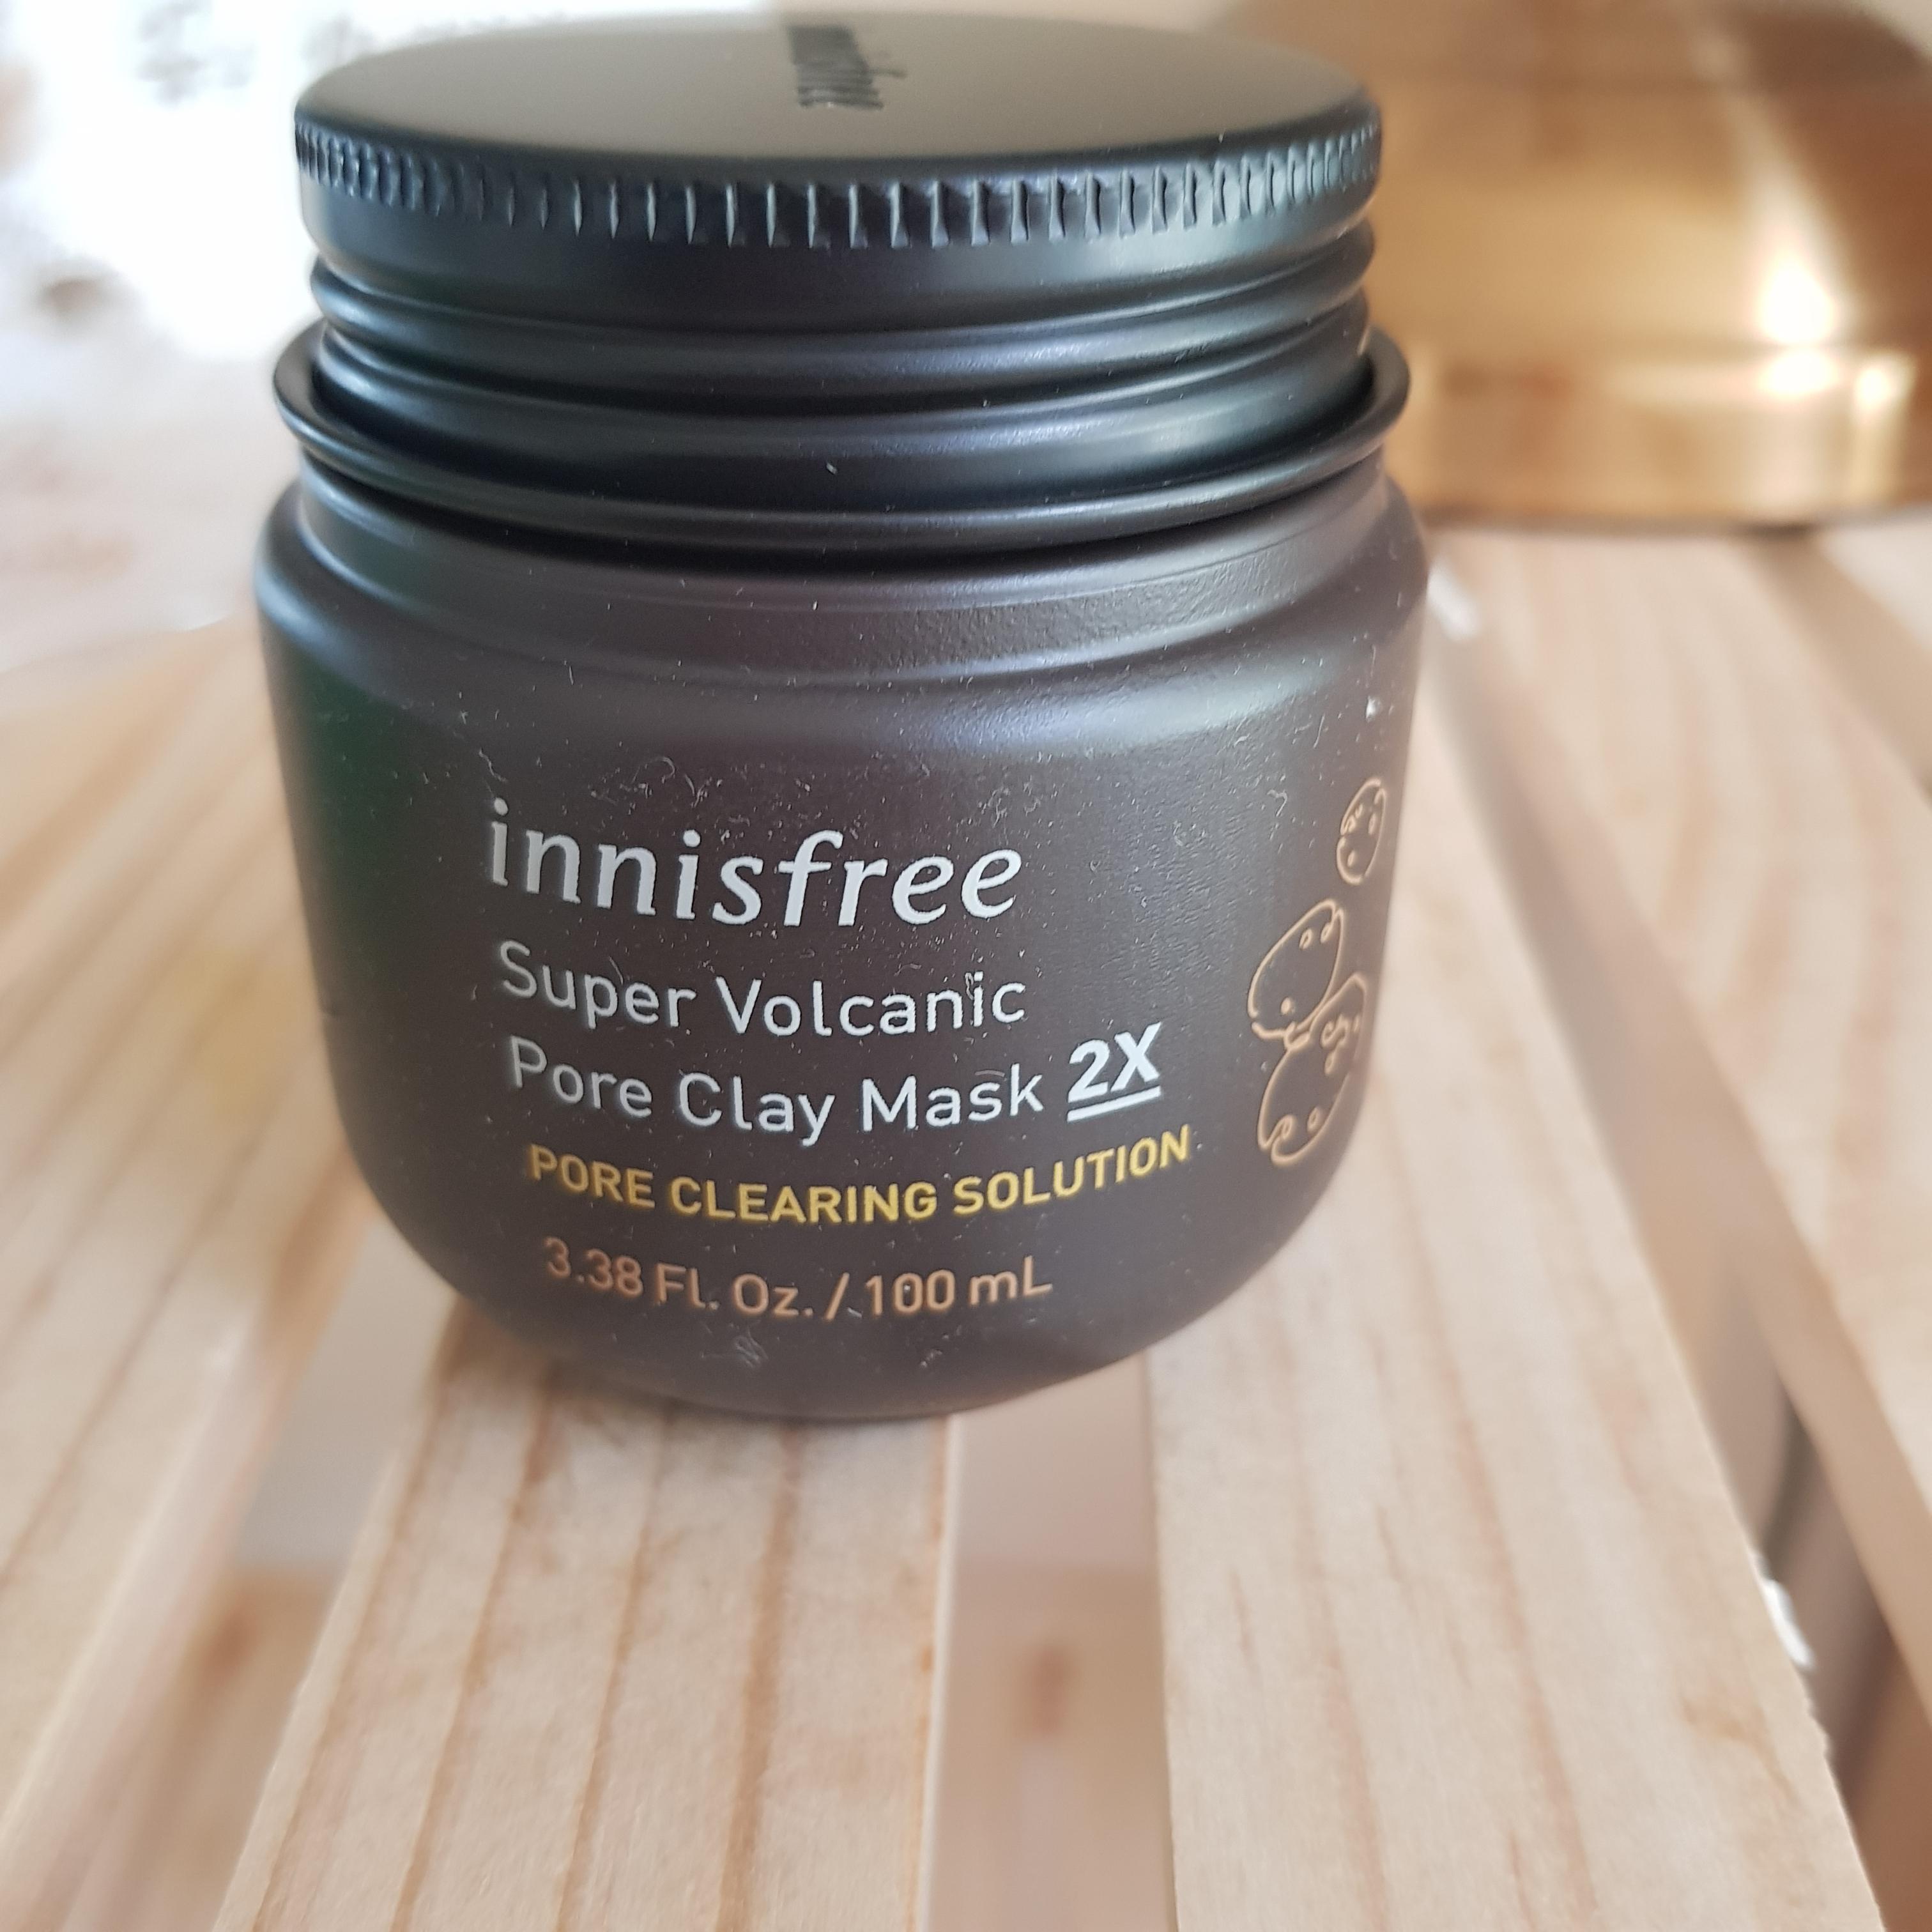 innisfree
Super Volcanic
Pore Clay Mask 2X
PORE CLEARING SOLUTION
3.38 Fl. Oz. / 100 mL